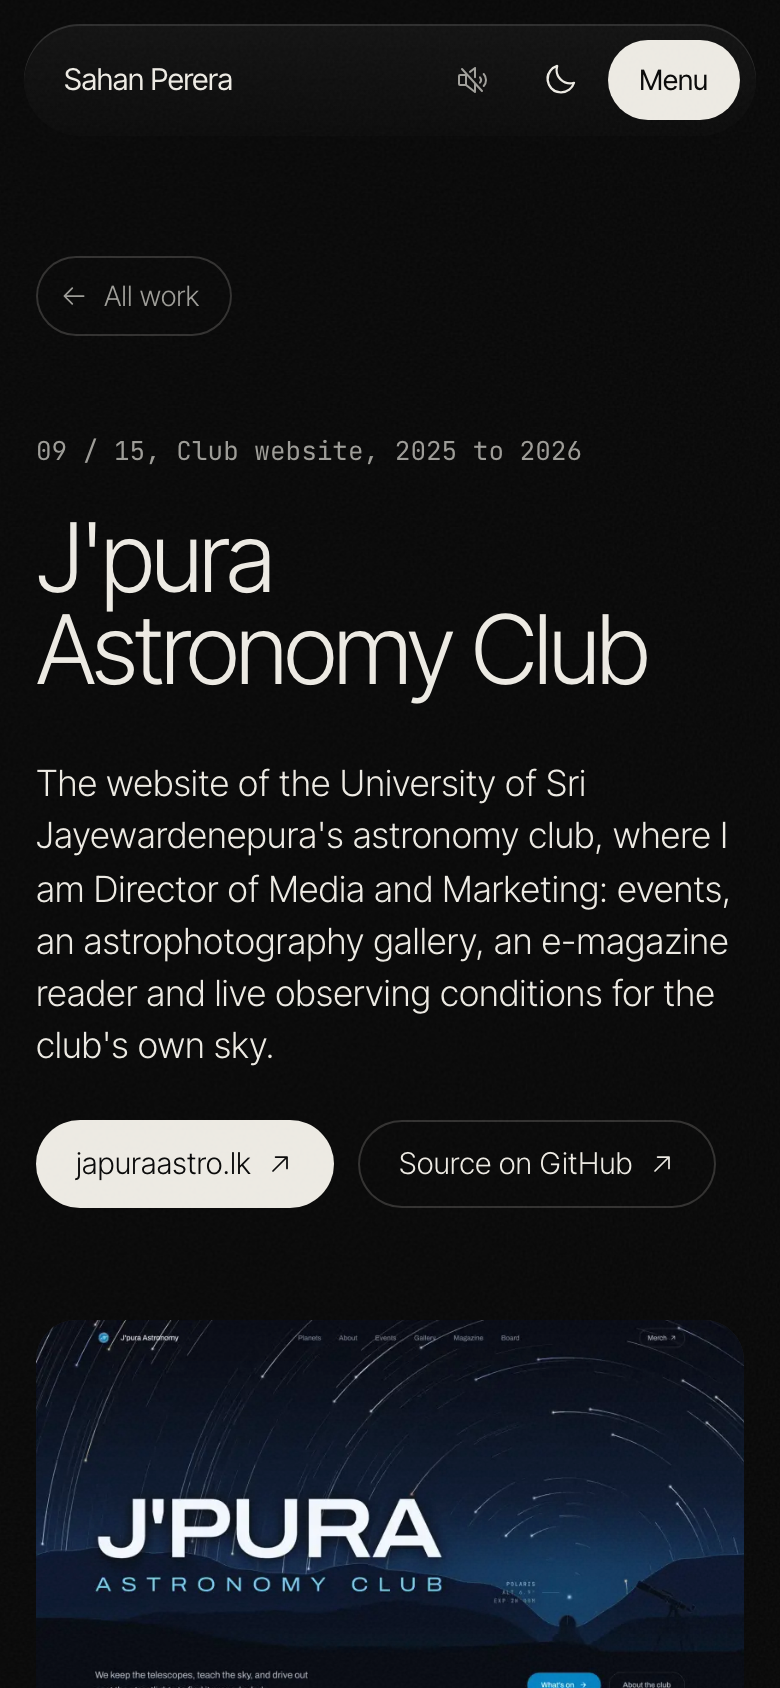 Sahan Perera
Menu
← All work
09 / 15, Club website, 2025 to 2026
J'pura
Astronomy Club
The website of the University of Sri
Jayewardenepura's astronomy club, where I
am Director of Media and Marketing: events,
an astrophotography gallery, an e-magazine
reader and live observing conditions for the
club's own sky.
japuraastro.lk ↗ Source on GitHub ↗
J'pura Astronomy Planets About Events Gallery Magazine Board Merch ↗
J'PURA
ASTRONOMY CLUB
POLARIS
We keep the telescopes, teach the sky, and drive out
What's on → About the club